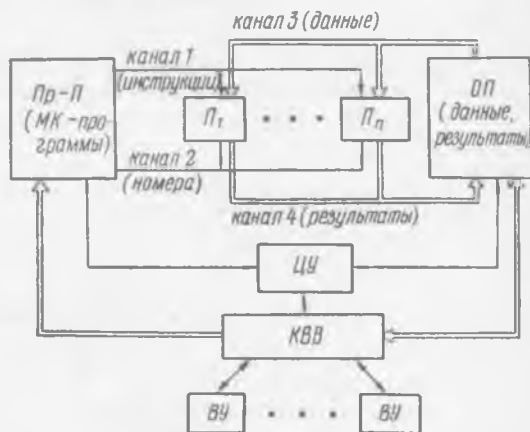 канал 3 (данные)
канал 1
(инструкции)
Пр-П
(МК-про-
граммы)
П₁ • • • Пₙ
ОП
(данные,
результаты)
канал 2
(номера)
канал 4 (результаты)
ЦУ
КВВ
ВУ • • • ВУ